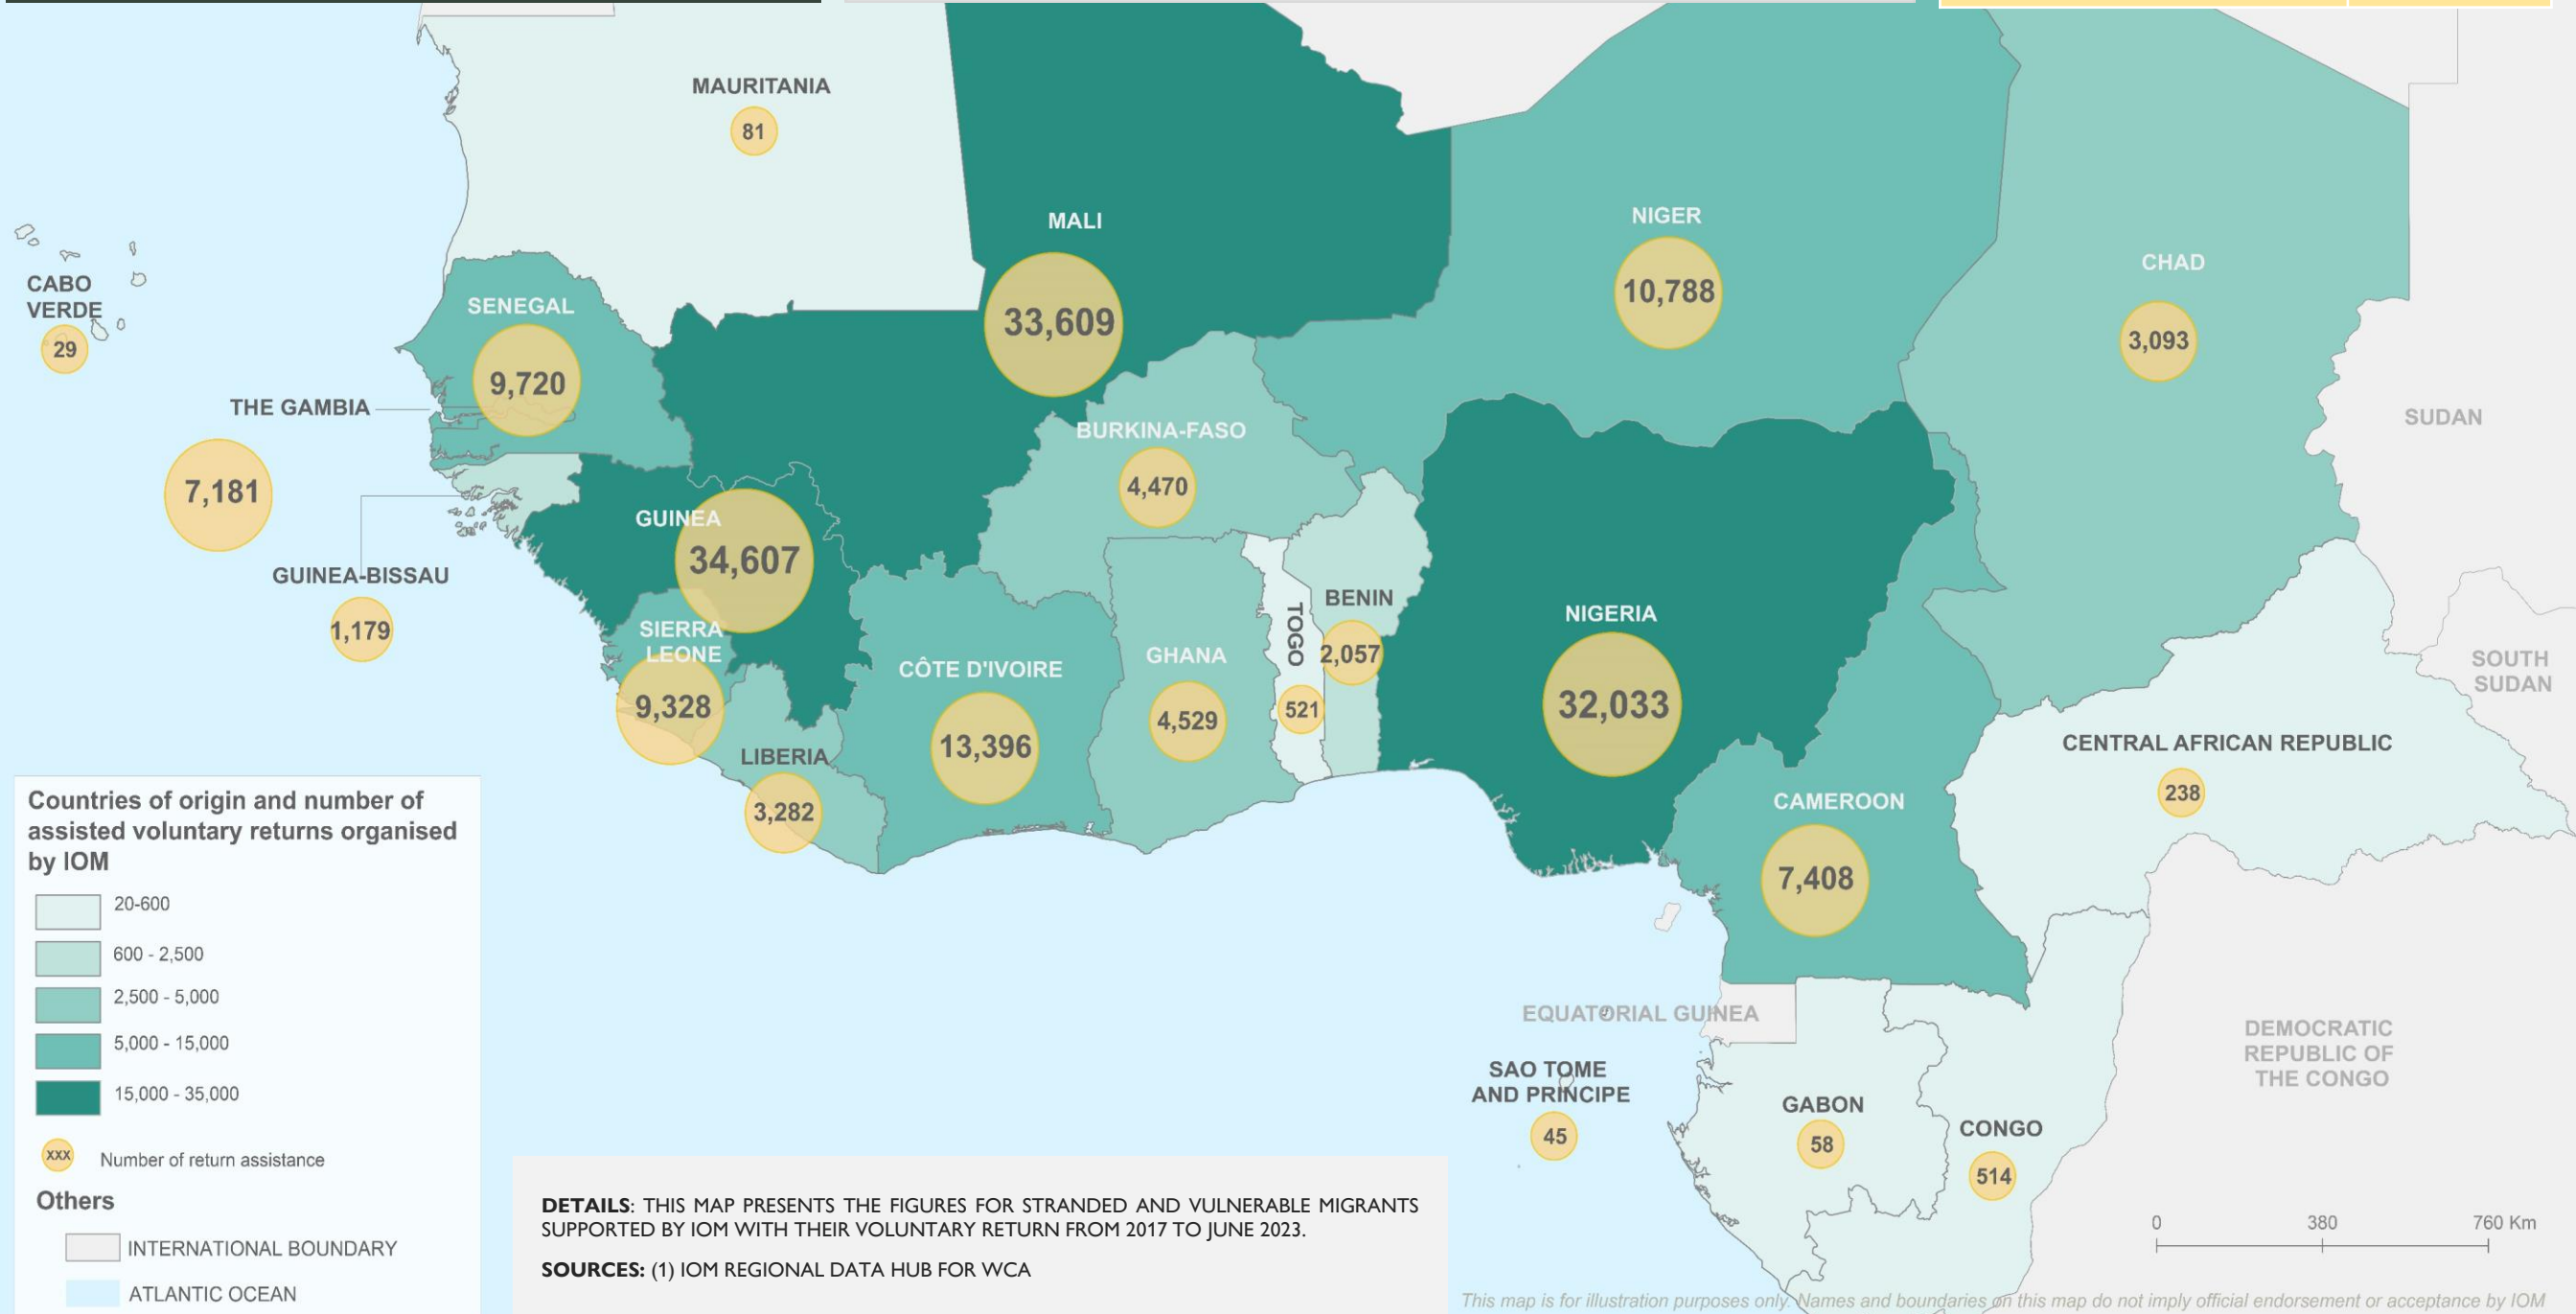 MAURITANIA
81
MALI
33,609
NIGER
10,788
CHAD
3,093
CABO
VERDE
29
SENEGAL
9,720
THE GAMBIA
7,181
BURKINA-FASO
4,470
SUDAN
GUINEA
34,607
GUINEA-BISSAU
1,179
SIERRA
LEONE
9,328
LIBERIA
3,282
CÔTE D'IVOIRE
13,396
GHANA
4,529
TOGO
521
BENIN
2,057
NIGERIA
32,033
SOUTH
SUDAN
CENTRAL AFRICAN REPUBLIC
238
CAMEROON
7,408
EQUATORIAL GUINEA
SAO TOME
AND PRINCIPE
45
GABON
58
CONGO
514
DEMOCRATIC
REPUBLIC OF
THE CONGO
Countries of origin and number of
assisted voluntary returns organised
by IOM
20-600
600 - 2,500
2,500 - 5,000
5,000 - 15,000
15,000 - 35,000
XXX Number of return assistance
Others
INTERNATIONAL BOUNDARY
ATLANTIC OCEAN
DETAILS: THIS MAP PRESENTS THE FIGURES FOR STRANDED AND VULNERABLE MIGRANTS
SUPPORTED BY IOM WITH THEIR VOLUNTARY RETURN FROM 2017 TO JUNE 2023.
SOURCES: (1) IOM REGIONAL DATA HUB FOR WCA
0 380 760 Km
This map is for illustration purposes only. Names and boundaries on this map do not imply official endorsement or acceptance by IOM